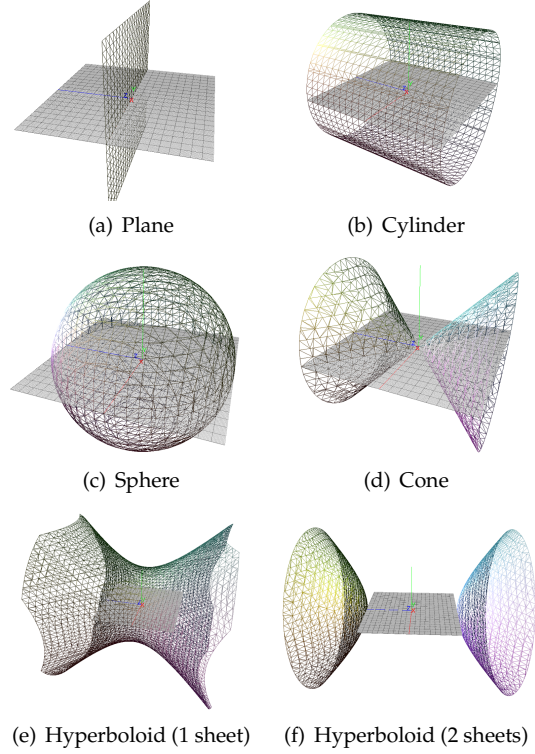 (a) Plane
(b) Cylinder
(c) Sphere
(d) Cone
(e) Hyperboloid (1 sheet)
(f) Hyperboloid (2 sheets)